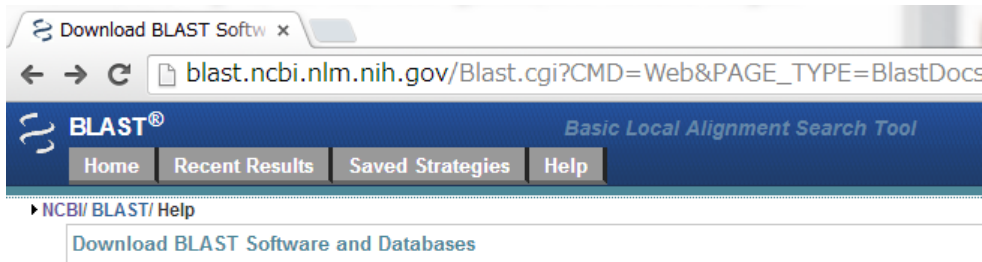 Download BLAST Softw
blast.ncbi.nlm.nih.gov/Blast.cgi?CMD=Web&PAGE_TYPE=BlastDocs
BLAST® Basic Local Alignment Search Tool
Home Recent Results Saved Strategies Help
NCBI/ BLAST/ Help
Download BLAST Software and Databases